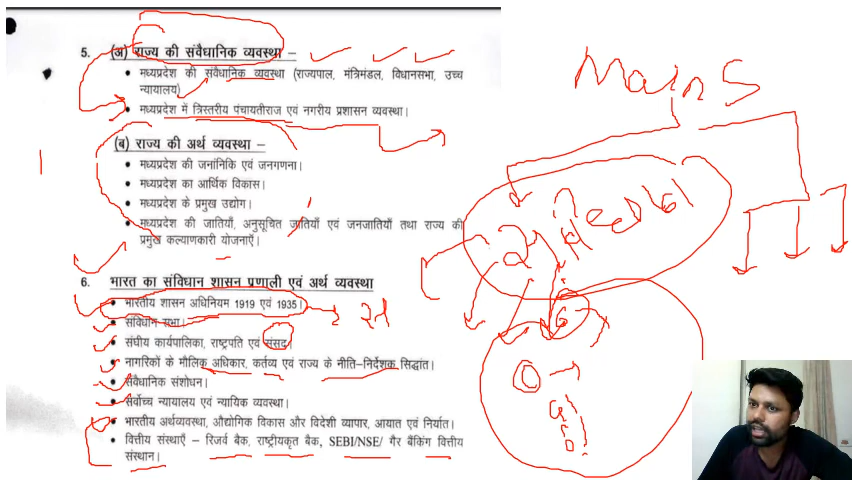 5. (अ) राज्य की संवैधानिक व्यवस्था –
• मध्यप्रदेश की संवैधानिक व्यवस्था (राज्यपाल, मंत्रिमंडल, विधानसभा, उच्च
न्यायालय)
• मध्यप्रदेश में त्रिस्तरीय पंचायतीराज एवं नगरीय प्रशासन व्यवस्था।
(ब) राज्य की अर्थ व्यवस्था –
• मध्यप्रदेश की जनांनिकि एवं जनगणना।
• मध्यप्रदेश का आर्थिक विकास।
• मध्यप्रदेश के प्रमुख उद्योग।
• मध्यप्रदेश की जातियाँ, अनुसूचित जातियाँ एवं जनजातियाँ तथा राज्य की
प्रमुख कल्याणकारी योजनाएँ।
6. भारत का संविधान शासन प्रणाली एवं अर्थ व्यवस्था
• भारतीय शासन अधिनियम 1919 एवं 1935।
• संविधान सभा।
• संघीय कार्यपालिका, राष्ट्रपति एवं संसद।
• नागरिकों के मौलिक अधिकार, कर्तव्य एवं राज्य के नीति–निर्देशक सिद्धांत।
• संवैधानिक संशोधन।
• सर्वोच्च न्यायालय एवं न्यायिक व्यवस्था।
• भारतीय अर्थव्यवस्था, औद्योगिक विकास और विदेशी व्यापार, आयात एवं निर्यात।
• वित्तीय संस्थाएँ – रिजर्व बैक, राष्ट्रीयकृत बैक, SEBI/NSE/ गैर बैंकिंग वित्तीय
संस्थान।
Mains